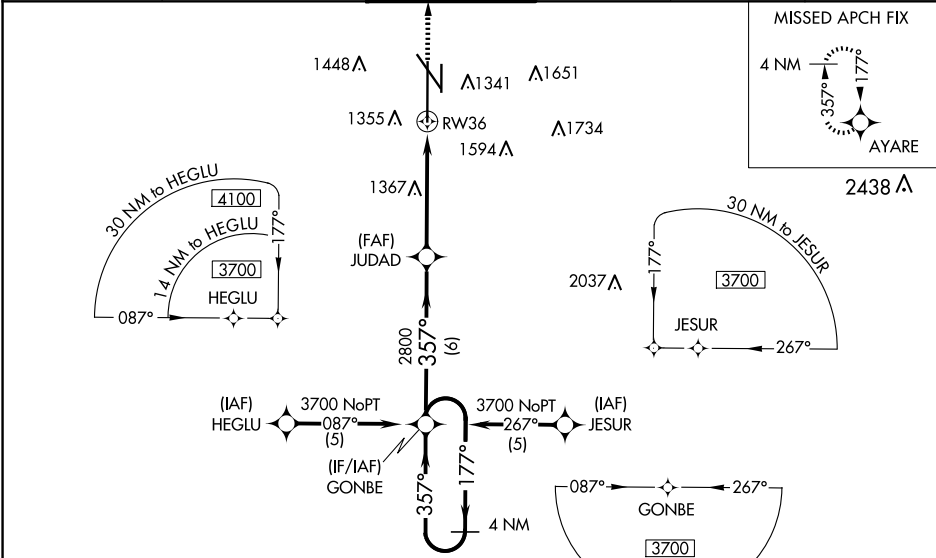 MISSED APCH FIX
4 NM
177°
357°
AYARE
1448
1341
1651
1355
RW36
1734
1594
1367
2438
30 NM to HEGLU
4100
14 NM to HEGLU
3700
177°
HEGLU
087°
(FAF)
JUDAD
30 NM to JESUR
177°
2037
3700
JESUR
267°
2800
357°
(6)
(IAF)
HEGLU
3700 NoPT
087°
(5)
3700 NoPT
267°
(5)
(IAF)
JESUR
(IF/IAF)
GONBE
357°
177°
4 NM
087°
267°
GONBE
3700